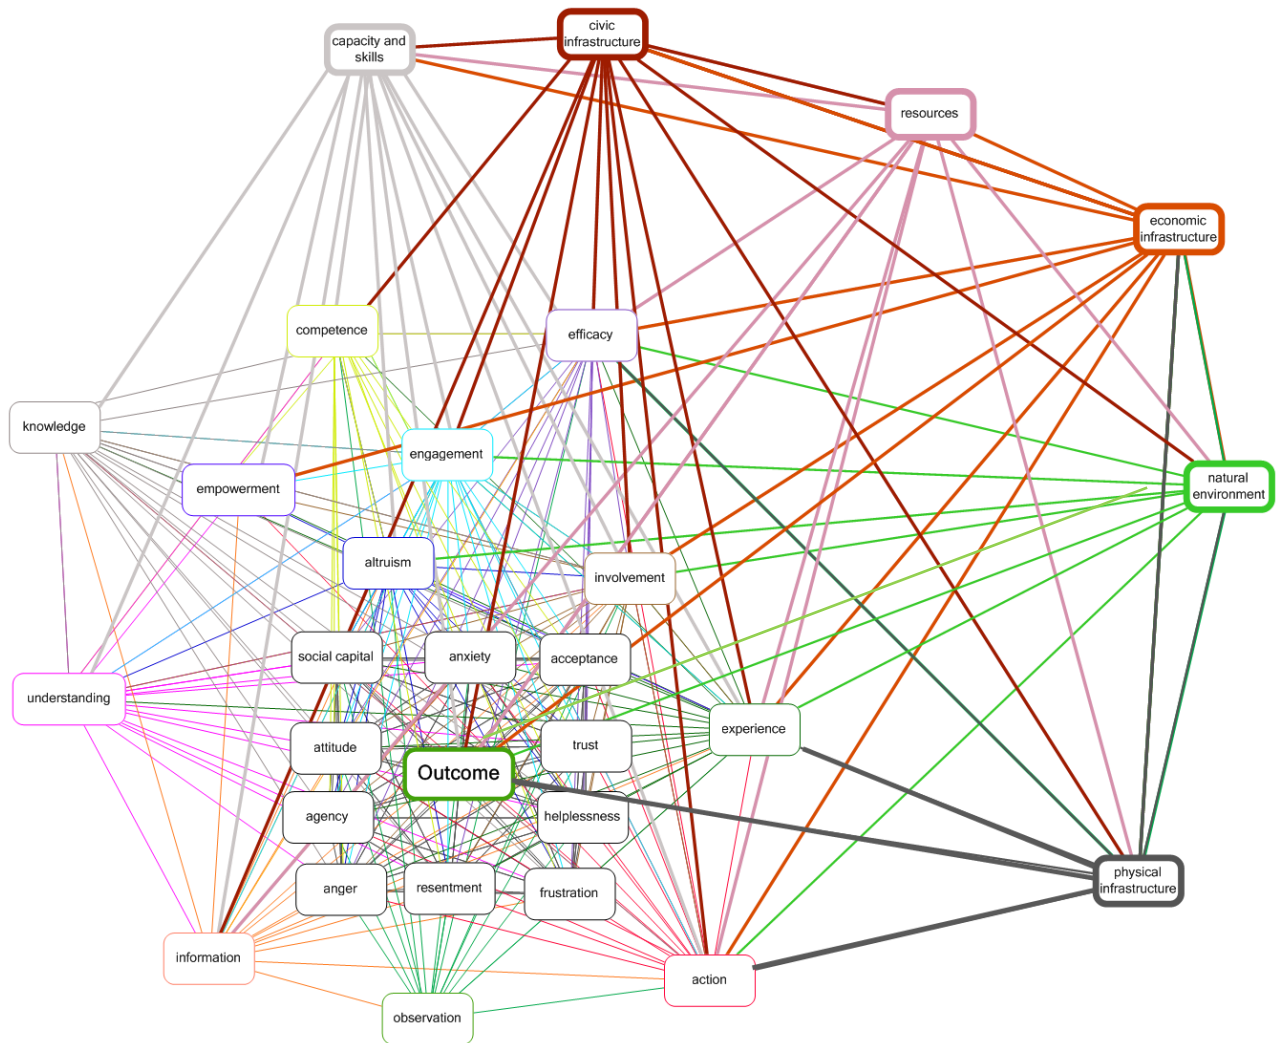 civic
infrastructure
capacity and
skills
resources
economic
infrastructure
competence
efficacy
knowledge
engagement
empowerment
natural
environment
altruism
involvement
social capital
anxiety
acceptance
understanding
experience
attitude
trust
Outcome
agency
helplessness
anger
resentment
frustration
physical
infrastructure
information
action
observation